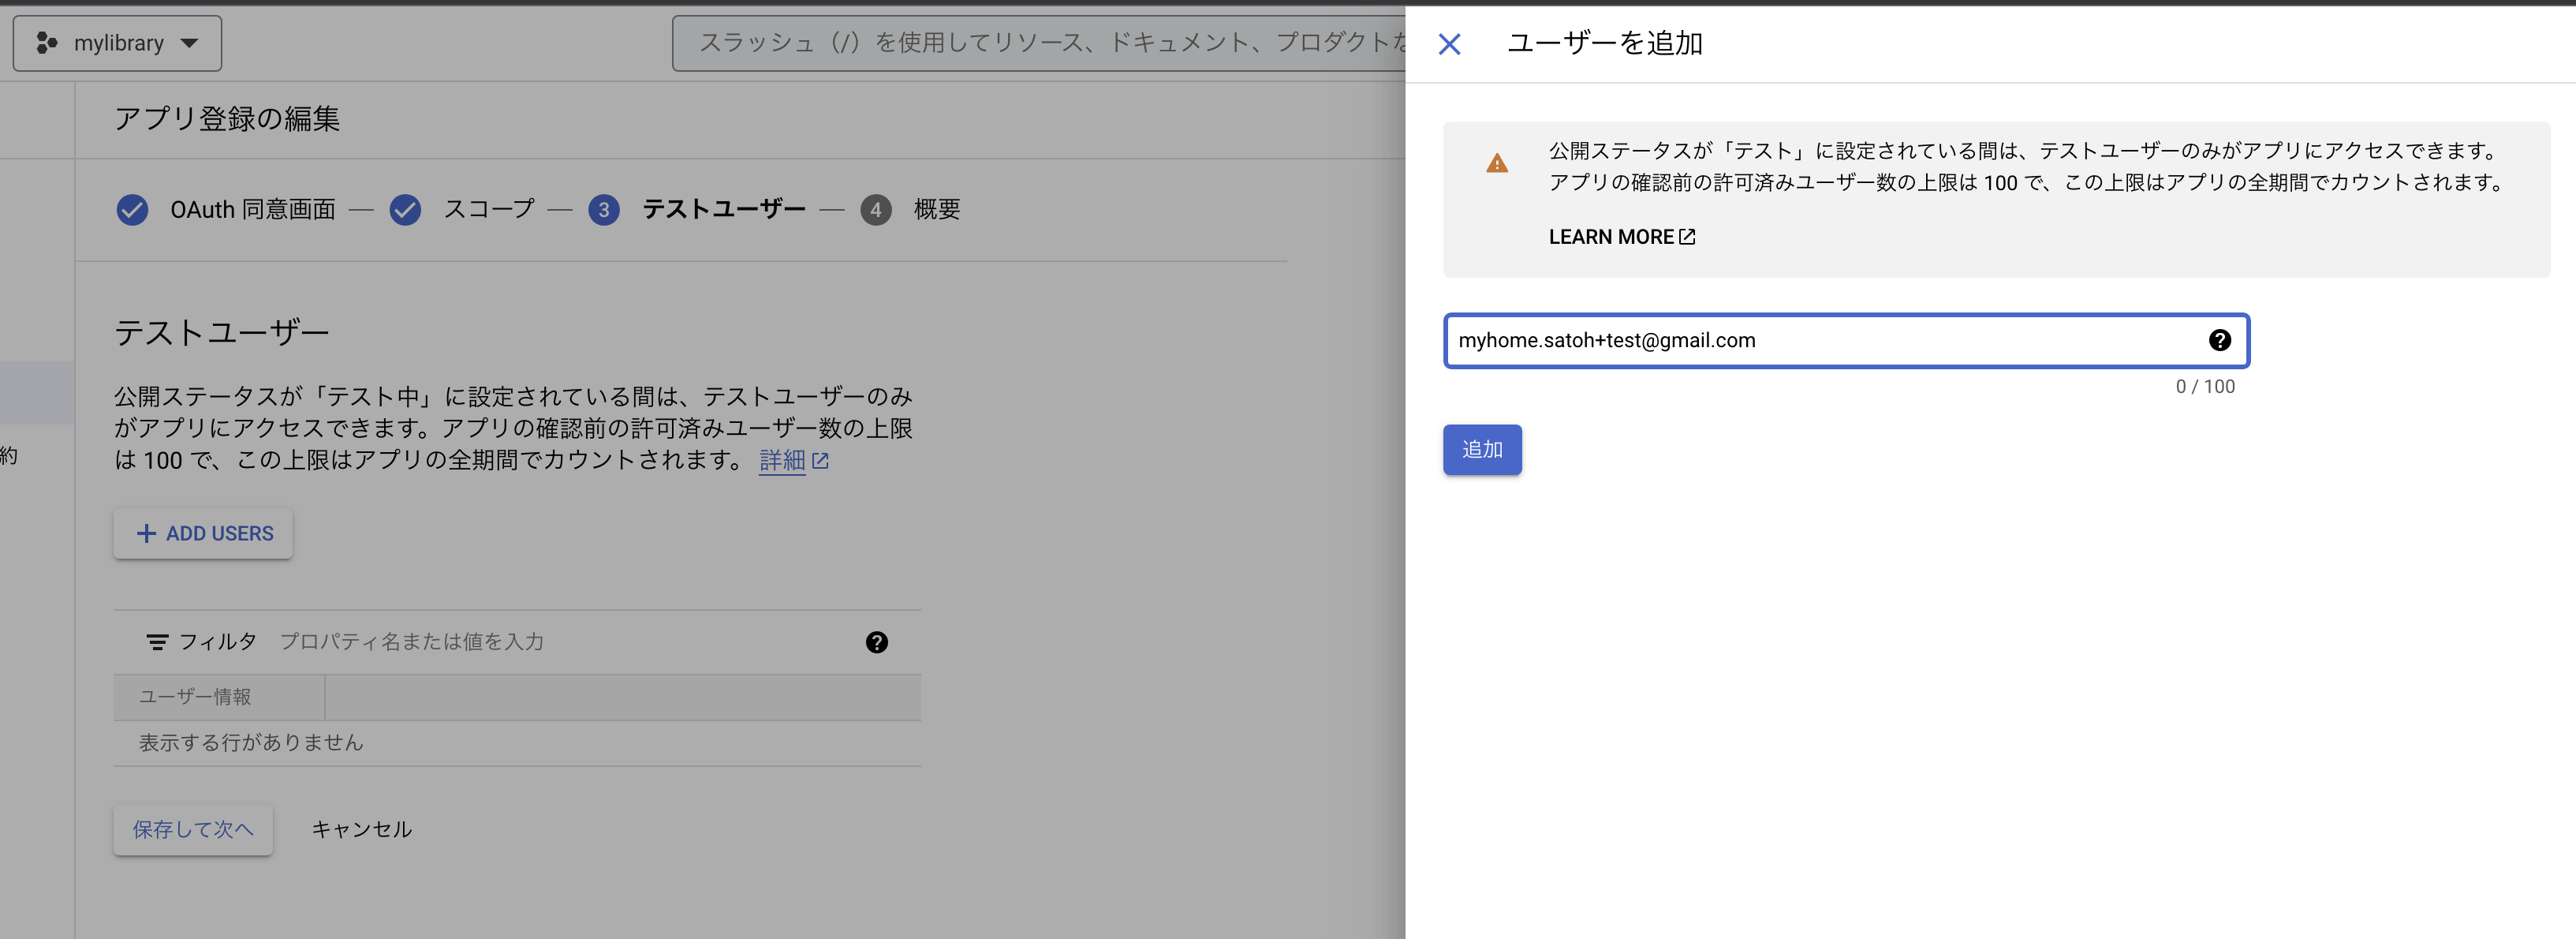 mylibrary
スラッシュ（/）を使用してリソース、ドキュメント、プロダクトな
アプリ登録の編集
OAuth 同意画面 — スコープ — 3 テストユーザー — 4 概要
約
テストユーザー
公開ステータスが「テスト中」に設定されている間は、テストユーザーのみ
がアプリにアクセスできます。アプリの確認前の許可済みユーザー数の上限
は 100 で、この上限はアプリの全期間でカウントされます。 詳細
+ ADD USERS
フィルタ プロパティ名または値を入力
ユーザー情報
表示する行がありません
保存して次へ キャンセル
ユーザーを追加
公開ステータスが「テスト」に設定されている間は、テストユーザーのみがアプリにアクセスできます。
アプリの確認前の許可済みユーザー数の上限は 100 で、この上限はアプリの全期間でカウントされます。
LEARN MORE
myhome.satoh+test@gmail.com
0 / 100
追加